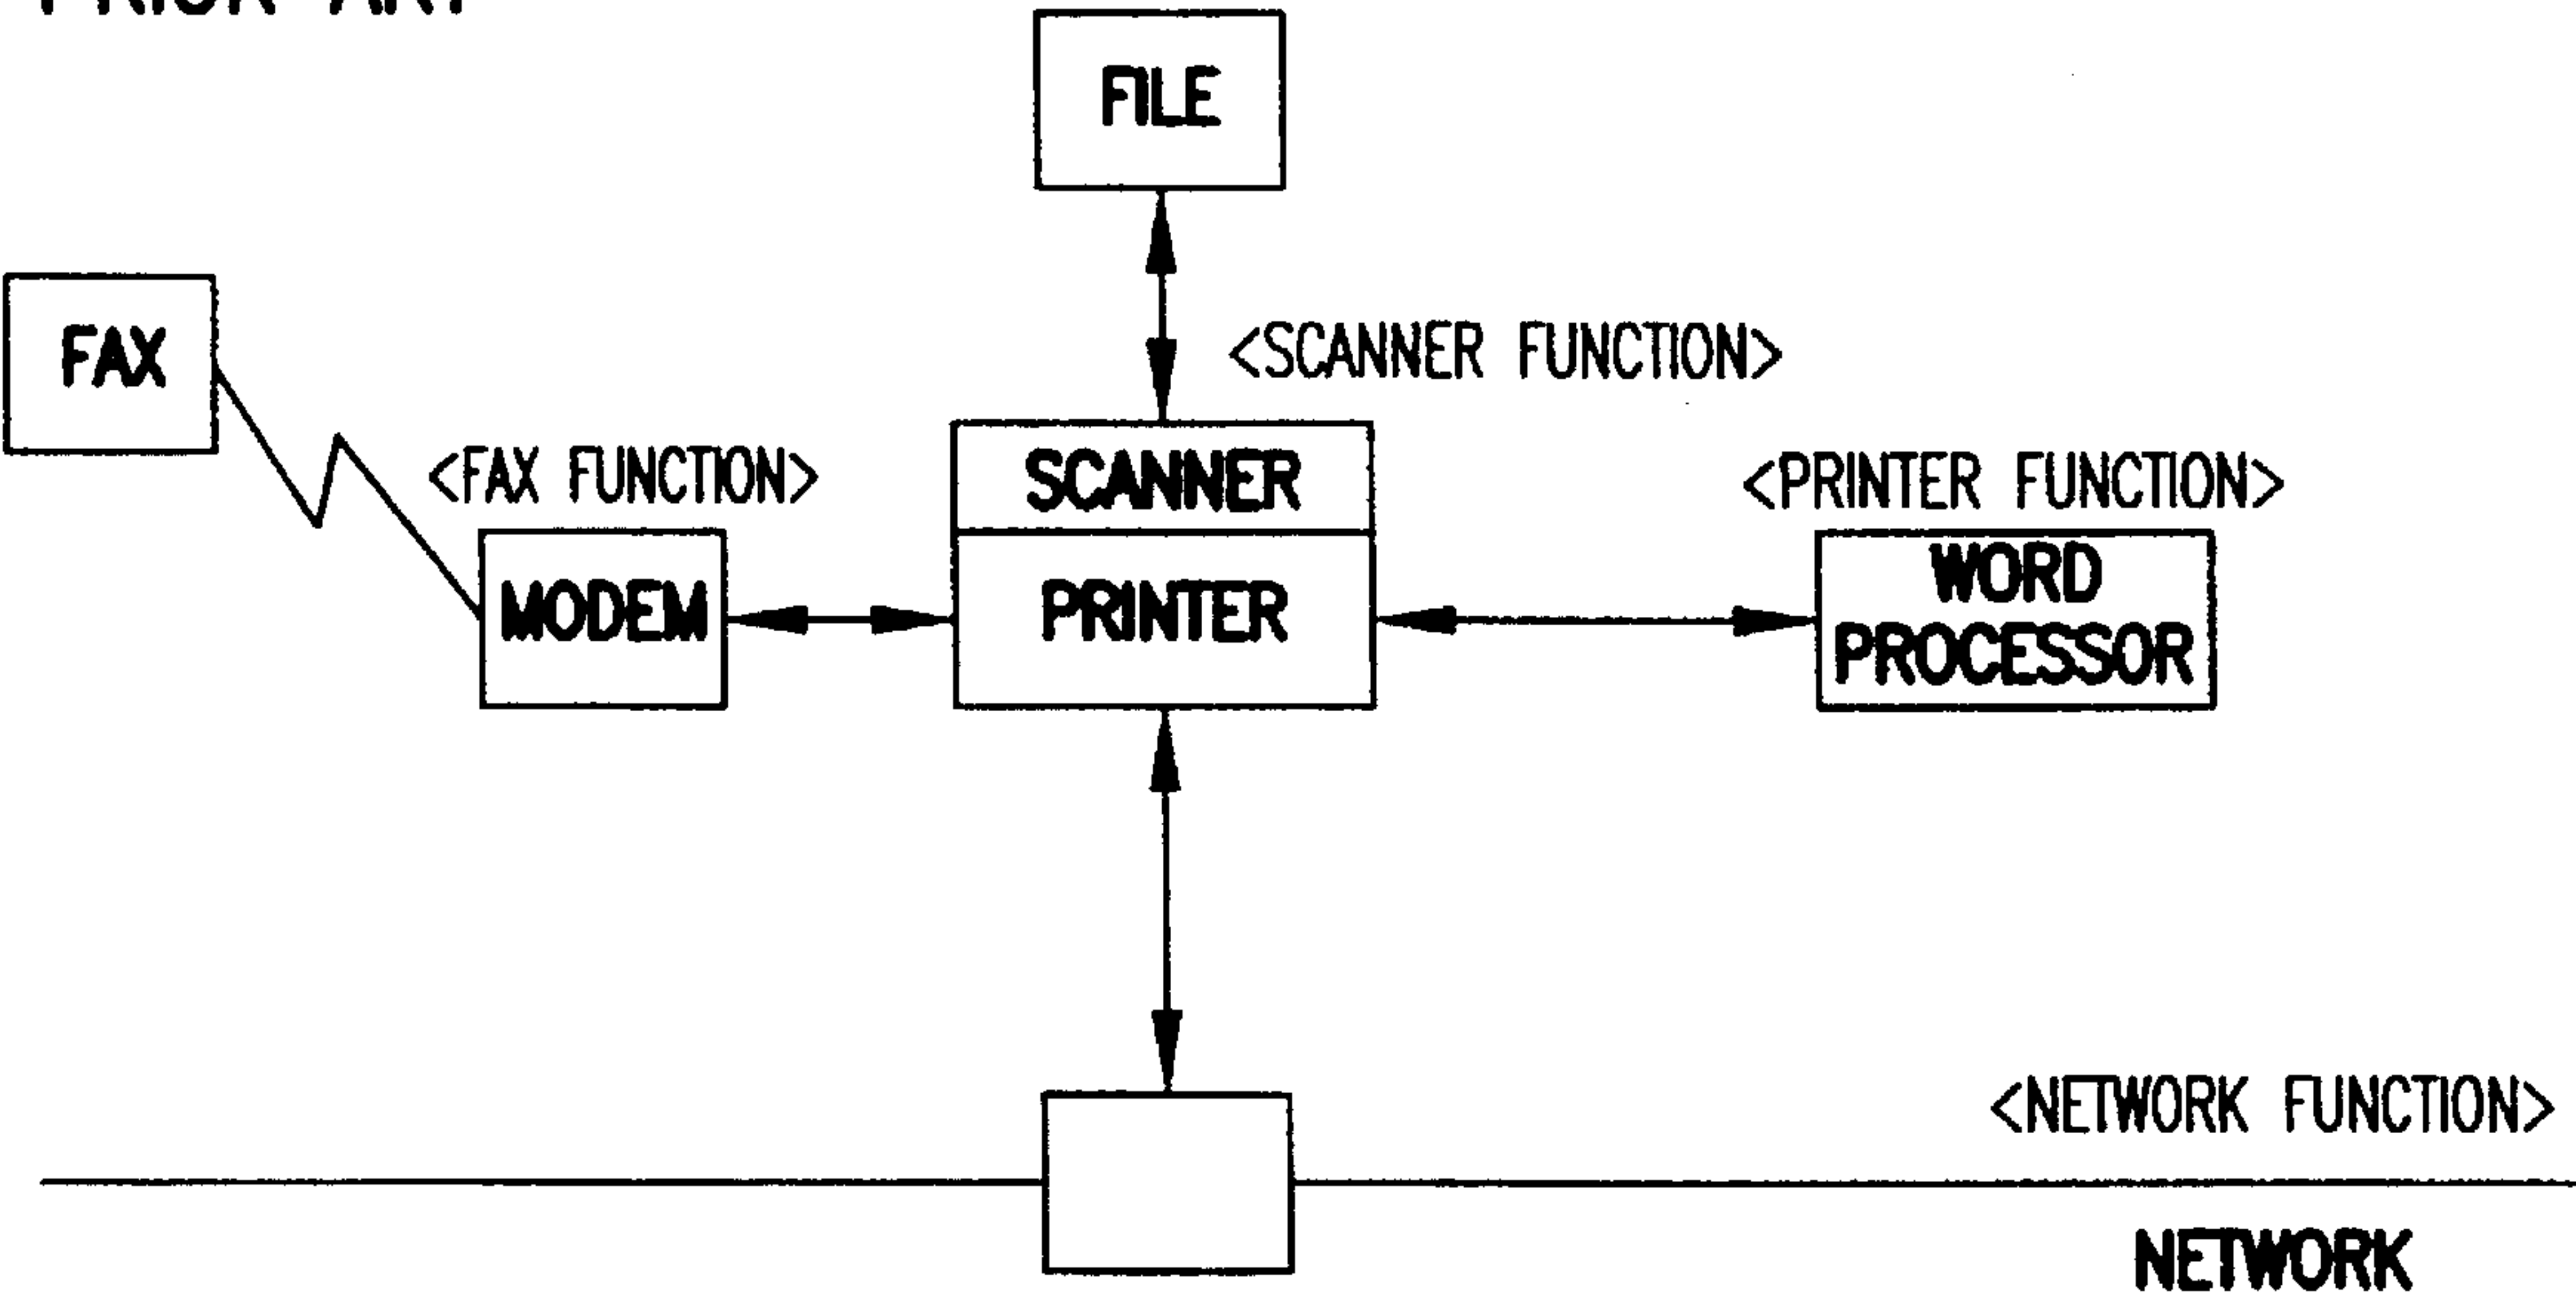 PRIOR ART
FILE
FAX
<SCANNER FUNCTION>
<FAX FUNCTION>
SCANNER
<PRINTER FUNCTION>
MODEM
PRINTER
WORD
PROCESSOR
<NETWORK FUNCTION>
NETWORK